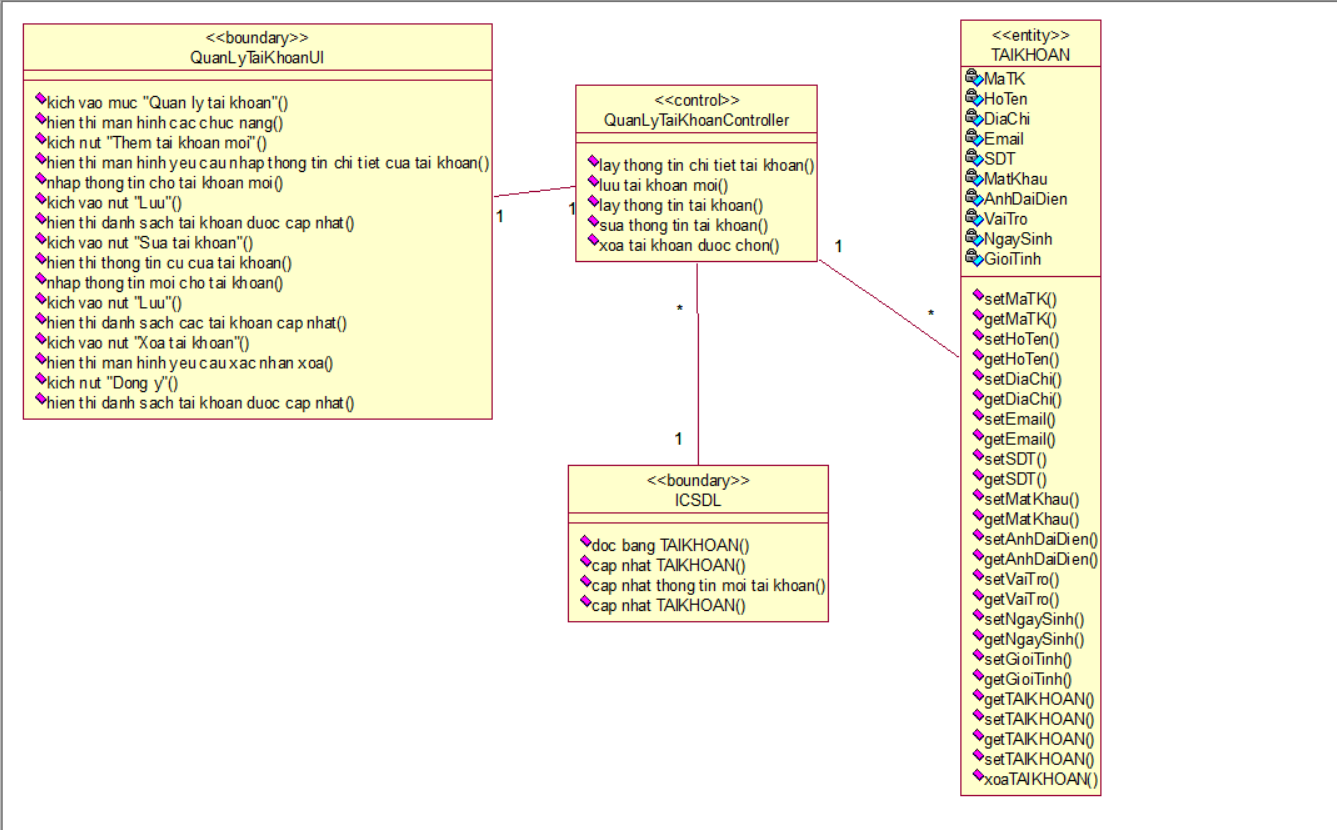 <<boundary>>
QuanLyTaiKhoanUI
kich vao muc "Quan ly tai khoan"()
hien thi man hinh cac chuc nang()
kich nut "Them tai khoan moi"()
hien thi man hinh yeu cau nhap thong tin chi tiet cua tai khoan()
nhap thong tin cho tai khoan moi()
kich vao nut "Luu"()
hien thi danh sach tai khoan duoc cap nhat()
kich vao nut "Sua tai khoan"()
hien thi thong tin cu cua tai khoan()
nhap thong tin moi cho tai khoan()
kich vao nut "Luu"()
hien thi danh sach cac tai khoan cap nhat()
kich vao nut "Xoa tai khoan"()
hien thi man hinh yeu cau xac nhan xoa()
kich nut "Dong y"()
hien thi danh sach tai khoan duoc cap nhat()
1
1
<<control>>
QuanLyTaiKhoanController
lay thong tin chi tiet tai khoan()
luu tai khoan moi()
lay thong tin tai khoan()
sua thong tin tai khoan()
xoa tai khoan duoc chon()
1
*
*
1
<<boundary>>
ICSDL
doc bang TAIKHOAN()
cap nhat TAIKHOAN()
cap nhat thong tin moi tai khoan()
cap nhat TAIKHOAN()
<<entity>>
TAIKHOAN
MaTK
HoTen
DiaChi
Email
SDT
MatKhau
AnhDaiDien
VaiTro
NgaySinh
GioiTinh
setMaTK()
getMaTK()
setHoTen()
getHoTen()
setDiaChi()
getDiaChi()
setEmail()
getEmail()
setSDT()
getSDT()
setMatKhau()
getMatKhau()
setAnhDaiDien()
getAnhDaiDien()
setVaiTro()
getVaiTro()
setNgaySinh()
getNgaySinh()
setGioiTinh()
getGioiTinh()
getTAIKHOAN()
setTAIKHOAN()
getTAIKHOAN()
setTAIKHOAN()
xoaTAIKHOAN()